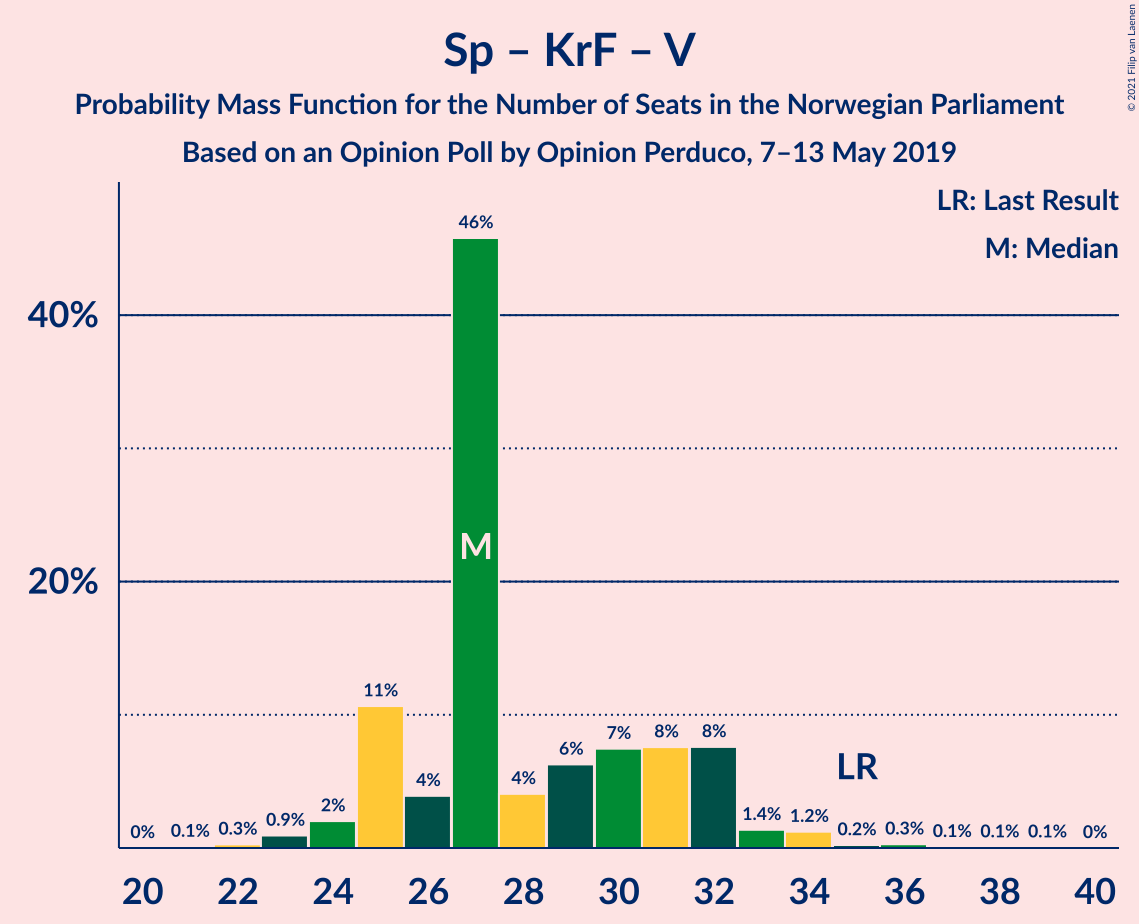 Sp – KrF – V
Probability Mass Function for the Number of Seats in the Norwegian Parliament
Based on an Opinion Poll by Opinion Perduco, 7–13 May 2019
© 2021 Filip van Laenen
LR: Last Result
M: Median
40%
20%
0%
0.1%
0.3%
0.9%
2%
11%
4%
46%
4%
6%
7%
8%
8%
1.4%
1.2%
0.2%
0.3%
0.1%
0.1%
0.1%
0%
M
LR
20 22 24 26 28 30 32 34 36 38 40